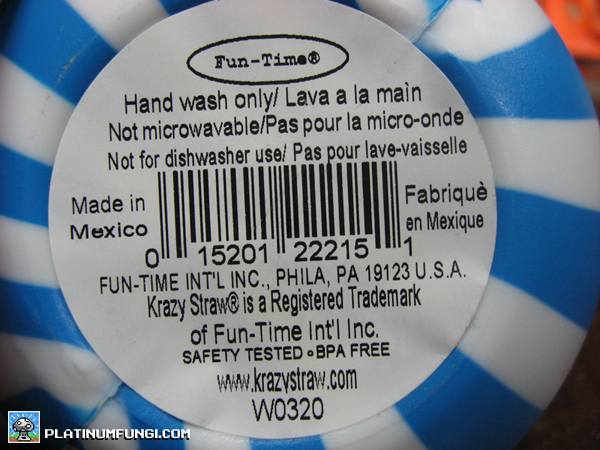 Fun-Time®
Hand wash only/ Lava a la main
Not microwavable/Pas pour la micro-onde
Not for dishwasher use/ Pas pour lave-vaisselle
Made in
Mexico
Fabriquè
en Mexique
0 15201 22215 1
FUN-TIME INT'L INC., PHILA, PA 19123 U.S.A.
Krazy Straw® is a Registered Trademark
of Fun-Time Int'l Inc.
SAFETY TESTED • BPA FREE
www.krazystraw.com
W0320
PLATINUMFUNGI.COM